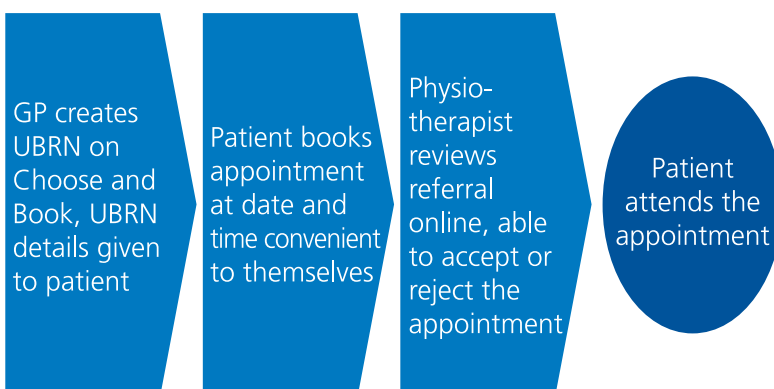 GP creates
UBRN on
Choose and
Book, UBRN
details given
to patient
Patient books
appointment
at date and
time convenient
to themselves
Physio-
therapist
reviews
referral
online, able
to accept or
reject the
appointment
Patient
attends the
appointment